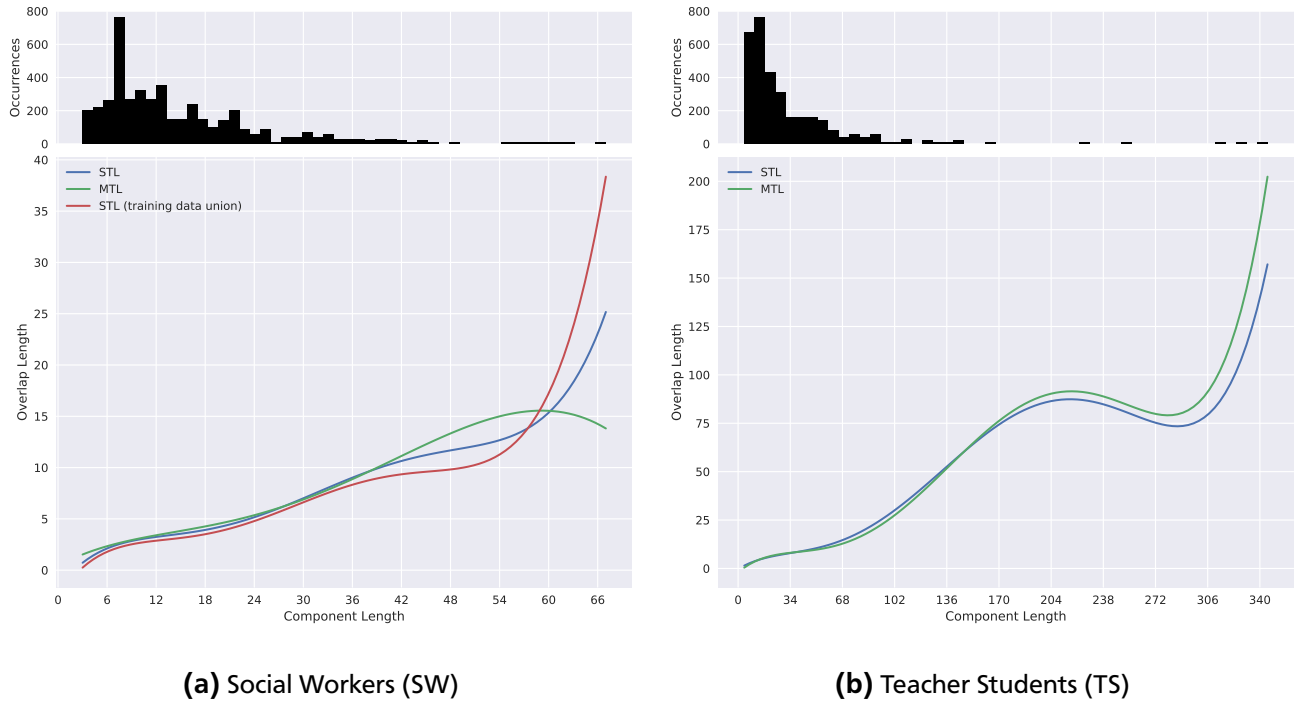 Occurrences
800
600
400
200
0
Overlap Length
40
35
30
25
20
15
10
5
0
STL
MTL
STL (training data union)
0 6 12 18 24 30 36 42 48 54 60 66
Component Length
(a) Social Workers (SW)
Occurrences
800
600
400
200
0
Overlap Length
200
175
150
125
100
75
50
25
0
STL
MTL
0 34 68 102 136 170 204 238 272 306 340
Component Length
(b) Teacher Students (TS)